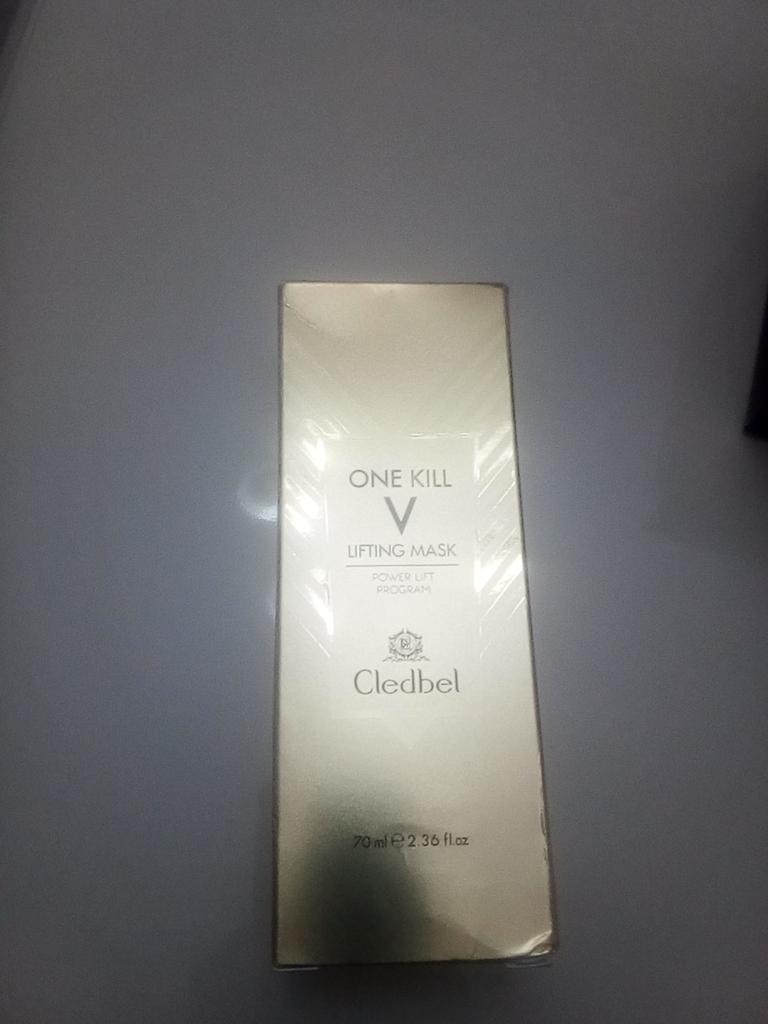 ONE KILL
V
LIFTING MASK
POWER LIFT
PROGRAM
Cledbel
70 ml ℮ 2.36 fl.oz